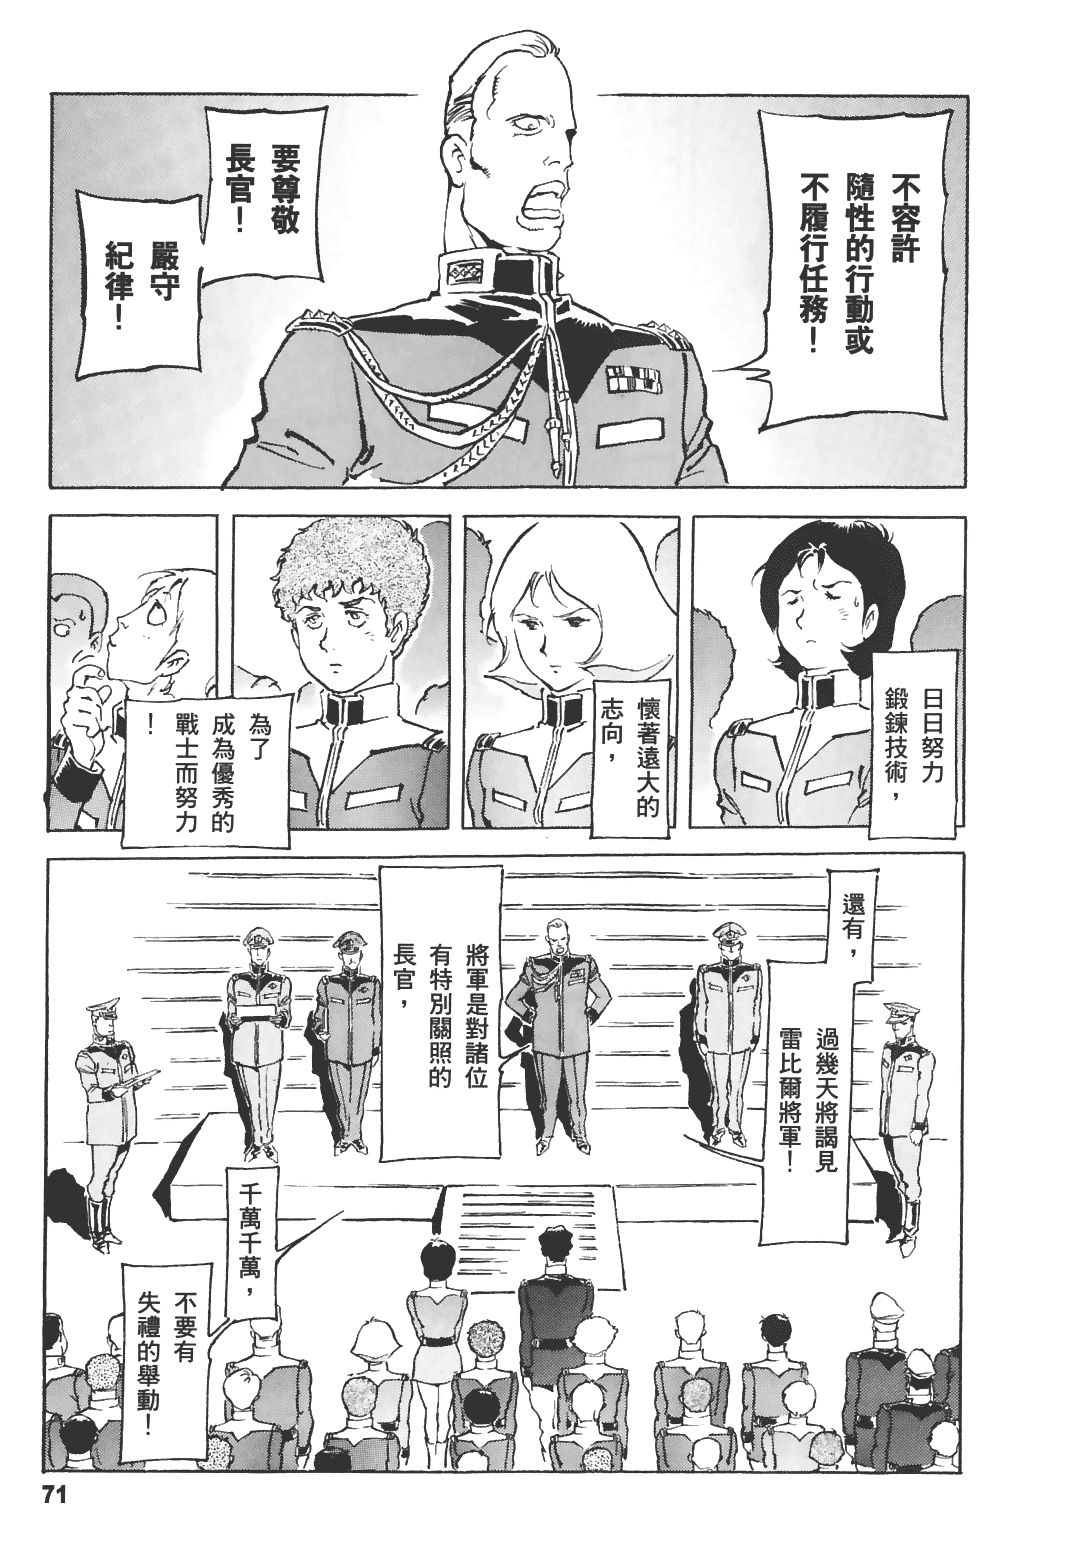 不容許
隨性的行動或
不履行任務！
要尊敬
長官！
嚴守
紀律！
日日努力
鍛鍊技術，
懷著遠大的
志向，
為了
成為優秀的
戰士而努力
！
還有，
過幾天將謁見
雷比爾將軍！
將軍是對諸位
有特別關照的
長官，
千萬千萬，
不要有
失禮的舉動！
71